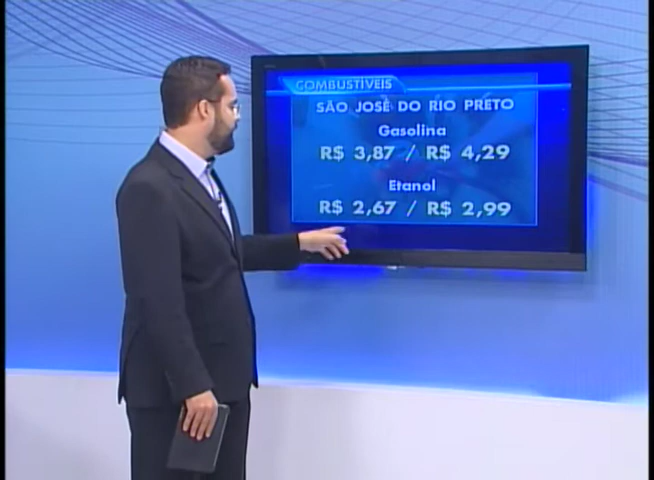 COMBUSTÍVEIS
SÃO JOSÉ DO RIO PRETO
Gasolina
R$ 3,87 / R$ 4,29
Etanol
R$ 2,67 / R$ 2,99